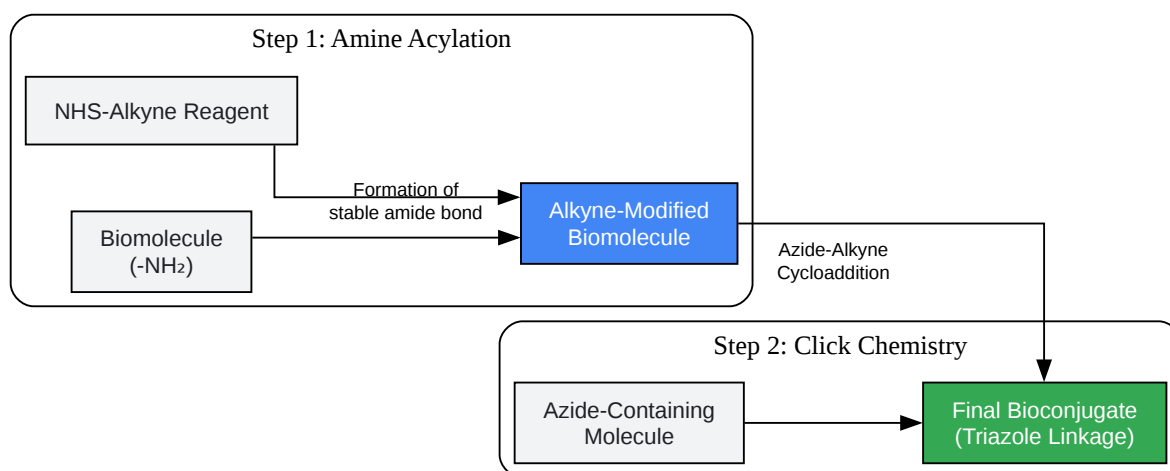 Step 1: Amine Acylation
NHS-Alkyne Reagent
Formation of
stable amide bond
Biomolecule
(-NH₂)
Alkyne-Modified
Biomolecule
Azide-Alkyne
Cycloaddition
Step 2: Click Chemistry
Azide-Containing
Molecule
Final Bioconjugate
(Triazole Linkage)